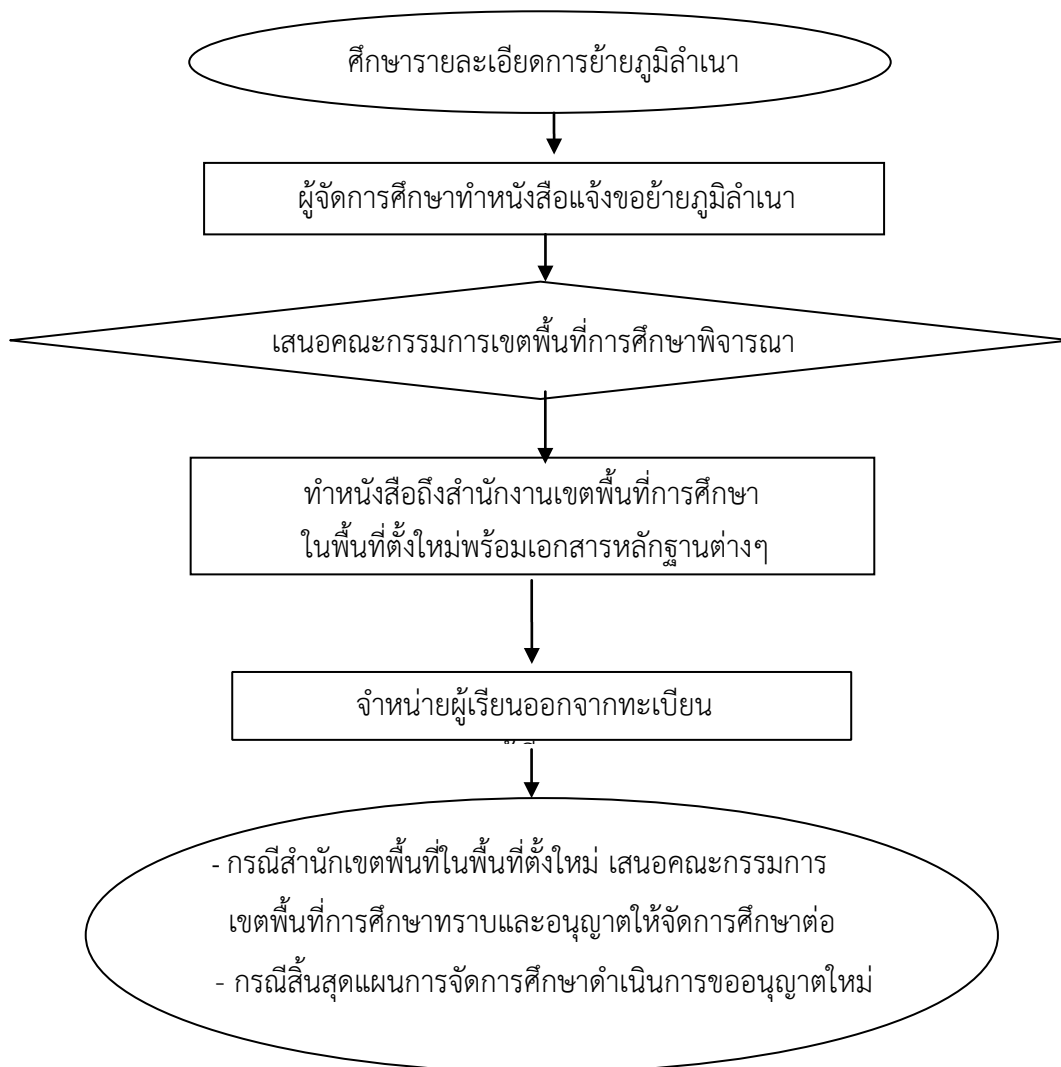 ศึกษารายละเอียดการย้ายภูมิลำเนา
ผู้จัดการศึกษาทำหนังสือแจ้งขอย้ายภูมิลำเนา
เสนอคณะกรรมการเขตพื้นที่การศึกษาพิจารณา
ทำหนังสือถึงสำนักงานเขตพื้นที่การศึกษา
ในพื้นที่ตั้งใหม่พร้อมเอกสารหลักฐานต่างๆ
จำหน่ายผู้เรียนออกจากทะเบียน
- กรณีสำนักเขตพื้นที่ในพื้นที่ตั้งใหม่ เสนอคณะกรรมการ
เขตพื้นที่การศึกษาทราบและอนุญาตให้จัดการศึกษาต่อ
- กรณีสิ้นสุดแผนการจัดการศึกษาดำเนินการขออนุญาตใหม่